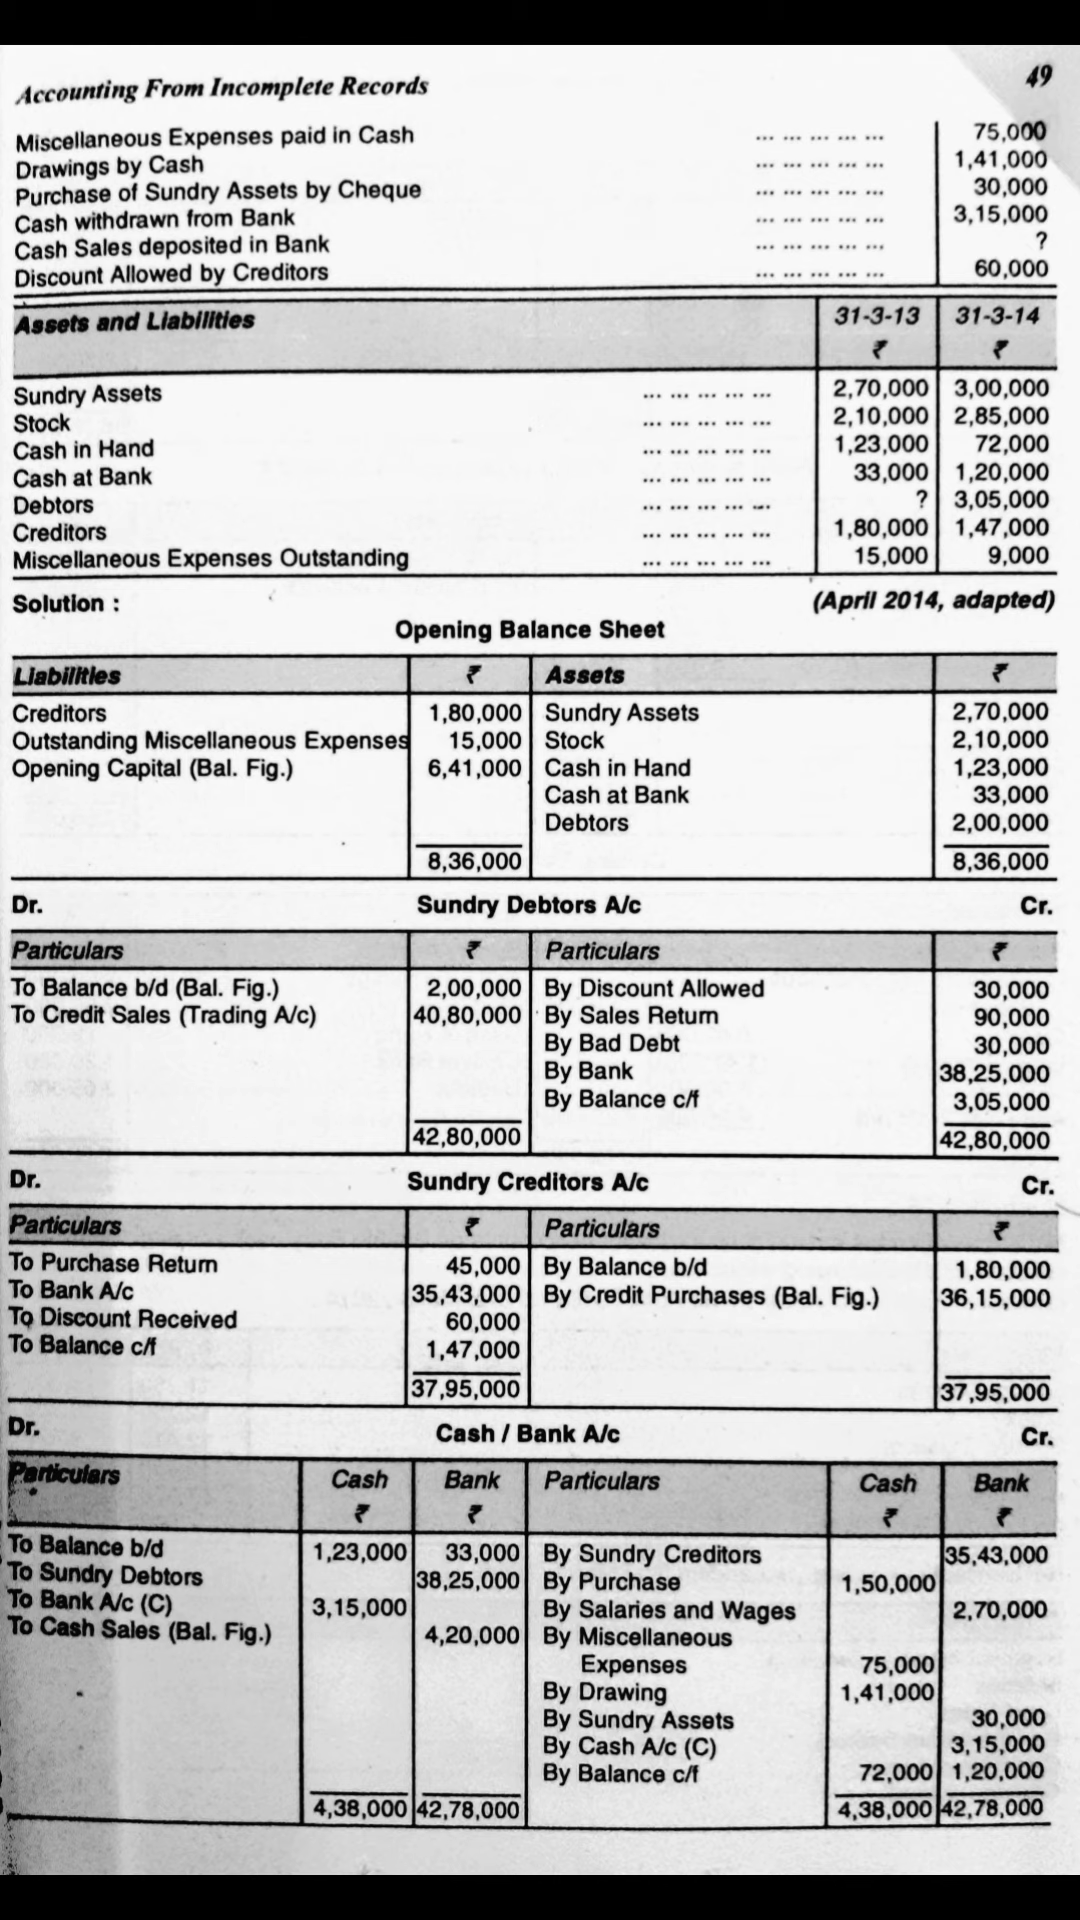 Accounting From Incomplete Records 49
Miscellaneous Expenses paid in Cash ... ... ... ... ... 75,000
Drawings by Cash ... ... ... ... ... 1,41,000
Purchase of Sundry Assets by Cheque ... ... ... ... ... 30,000
Cash withdrawn from Bank ... ... ... ... ... 3,15,000
Cash Sales deposited in Bank ... ... ... ... ... ?
Discount Allowed by Creditors ... ... ... ... ... 60,000
Assets and Liabilities 31-3-13 31-3-14
₹ ₹
Sundry Assets ... ... ... ... ... 2,70,000 3,00,000
Stock ... ... ... ... ... 2,10,000 2,85,000
Cash in Hand ... ... ... ... ... 1,23,000 72,000
Cash at Bank ... ... ... ... ... 33,000 1,20,000
Debtors ... ... ... ... ... ? 3,05,000
Creditors ... ... ... ... ... 1,80,000 1,47,000
Miscellaneous Expenses Outstanding ... ... ... ... ... 15,000 9,000
Solution : (April 2014, adapted)
Opening Balance Sheet
Liabilities ₹ Assets ₹
Creditors 1,80,000 Sundry Assets 2,70,000
Outstanding Miscellaneous Expenses 15,000 Stock 2,10,000
Opening Capital (Bal. Fig.) 6,41,000 Cash in Hand 1,23,000
Cash at Bank 33,000
Debtors 2,00,000
8,36,000 8,36,000
Dr. Sundry Debtors A/c Cr.
Particulars ₹ Particulars ₹
To Balance b/d (Bal. Fig.) 2,00,000 By Discount Allowed 30,000
To Credit Sales (Trading A/c) 40,80,000 By Sales Return 90,000
By Bad Debt 30,000
By Bank 38,25,000
By Balance c/f 3,05,000
42,80,000 42,80,000
Dr. Sundry Creditors A/c Cr.
Particulars ₹ Particulars ₹
To Purchase Return 45,000 By Balance b/d 1,80,000
To Bank A/c 35,43,000 By Credit Purchases (Bal. Fig.) 36,15,000
To Discount Received 60,000
To Balance c/f 1,47,000
37,95,000 37,95,000
Dr. Cash / Bank A/c Cr.
Particulars Cash Bank Particulars Cash Bank
₹ ₹ ₹ ₹
To Balance b/d 1,23,000 33,000 By Sundry Creditors 35,43,000
To Sundry Debtors 38,25,000 By Purchase 1,50,000
To Bank A/c (C) 3,15,000 By Salaries and Wages 2,70,000
To Cash Sales (Bal. Fig.) 4,20,000 By Miscellaneous
Expenses 75,000
By Drawing 1,41,000
By Sundry Assets 30,000
By Cash A/c (C) 3,15,000
By Balance c/f 72,000 1,20,000
4,38,000 42,78,000 4,38,000 42,78,000